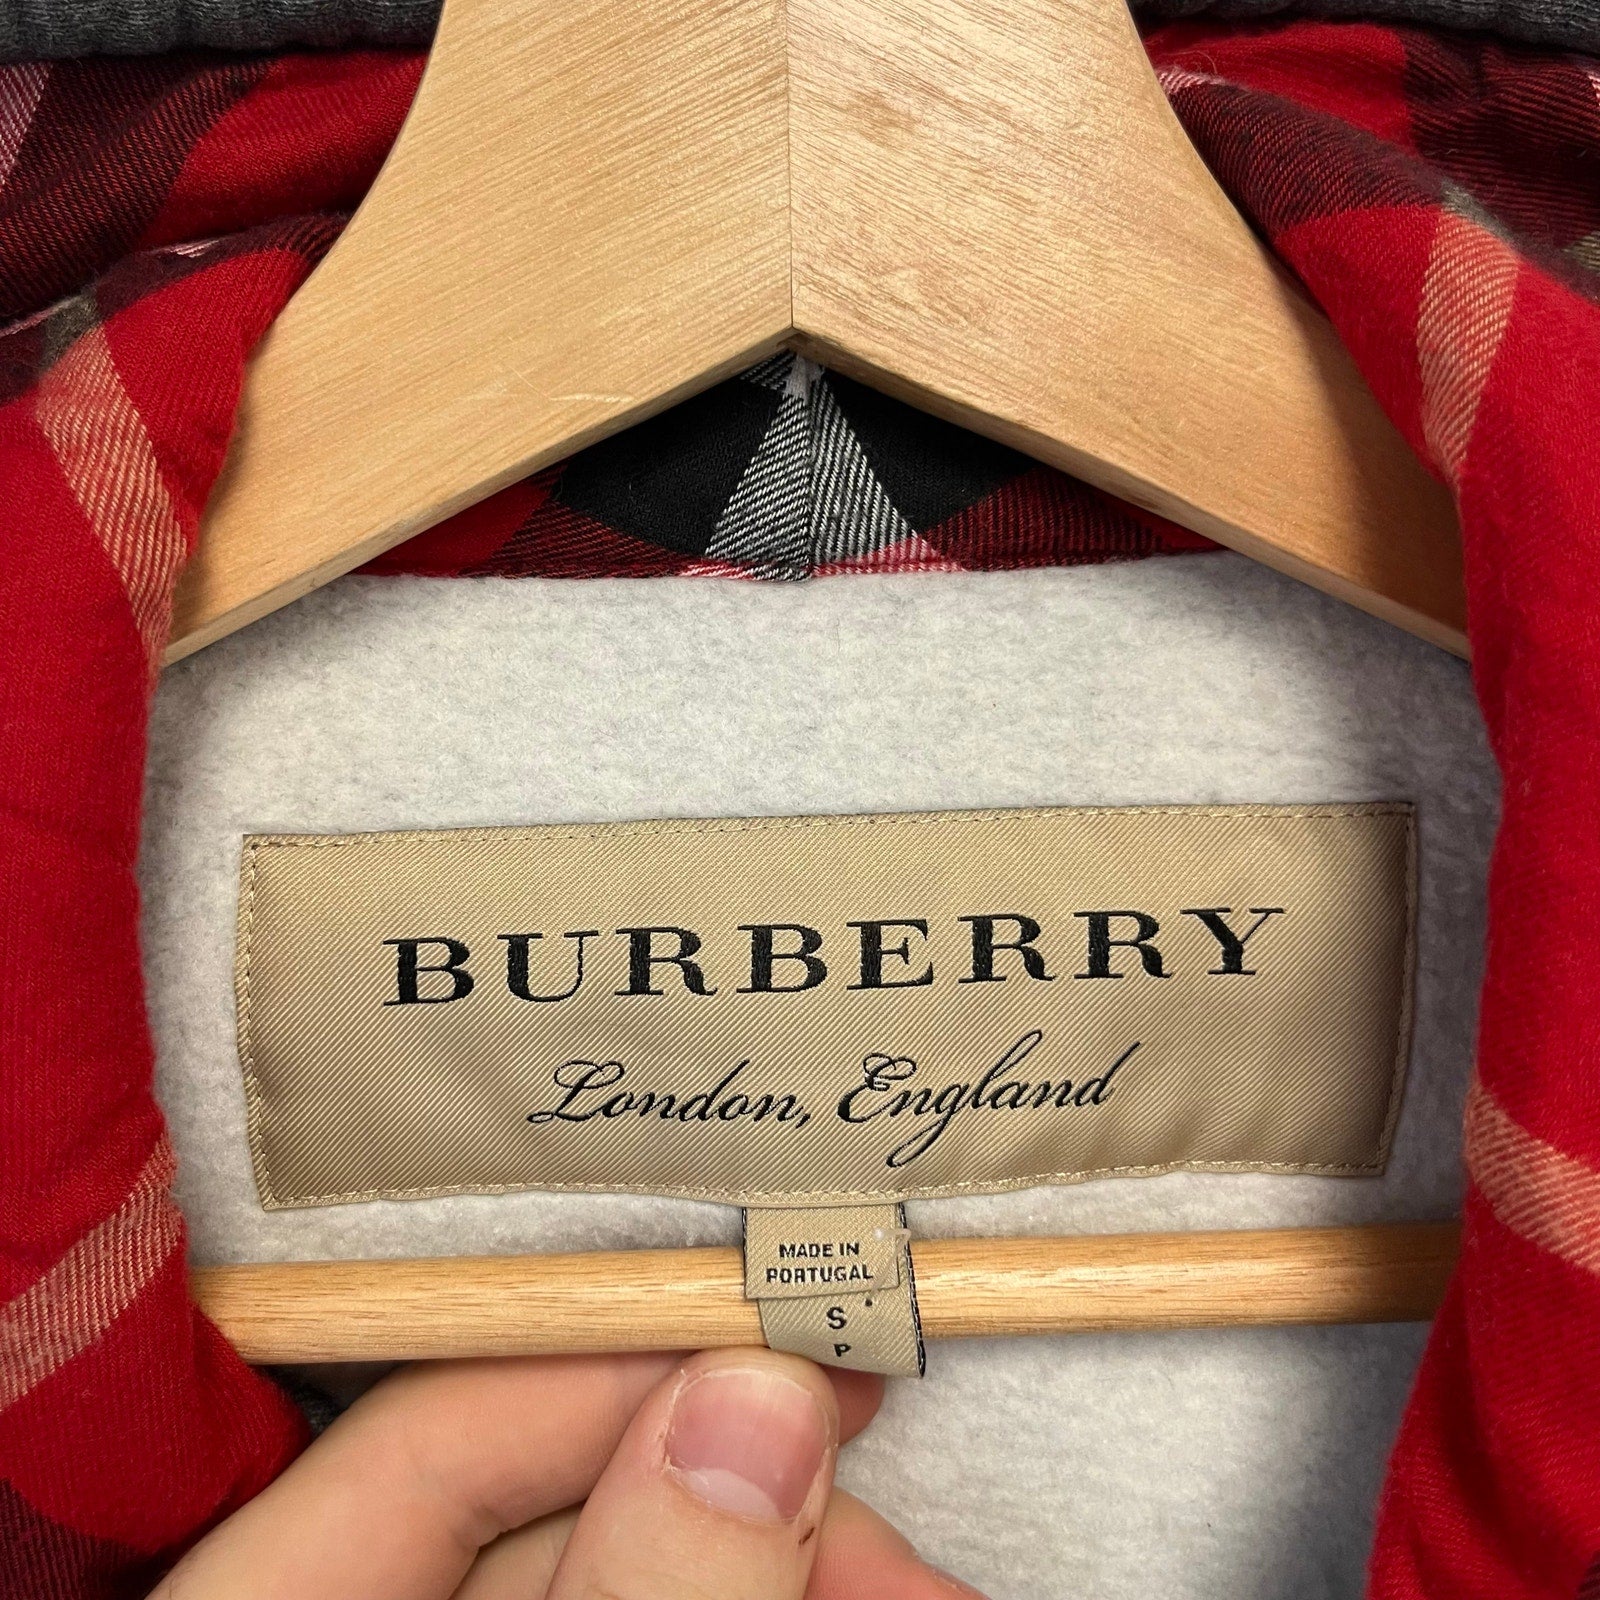 BURBERRY
London, England
MADE IN
PORTUGAL
S
P